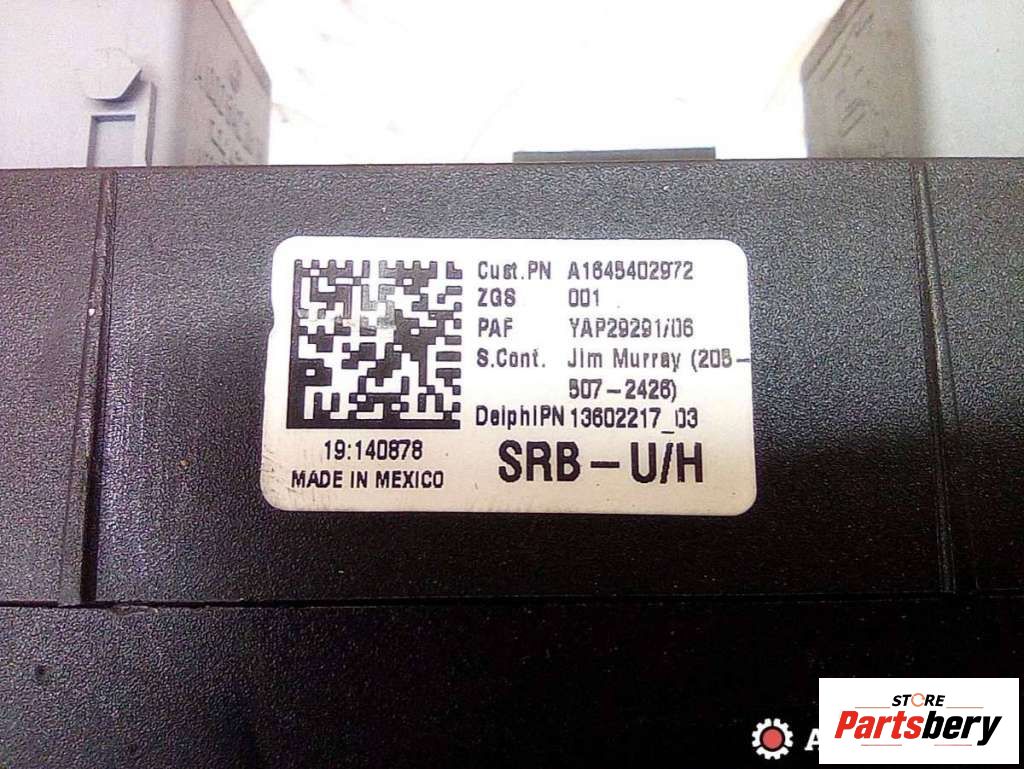 Cust.PN A1645402972
ZGS 001
PAF YAP29291/06
S.Cont. Jim Murray (205-
507-2426)
DelphiPN 13602217_03
19:140878
MADE IN MEXICO
SRB-U/H
STORE
Partsbery